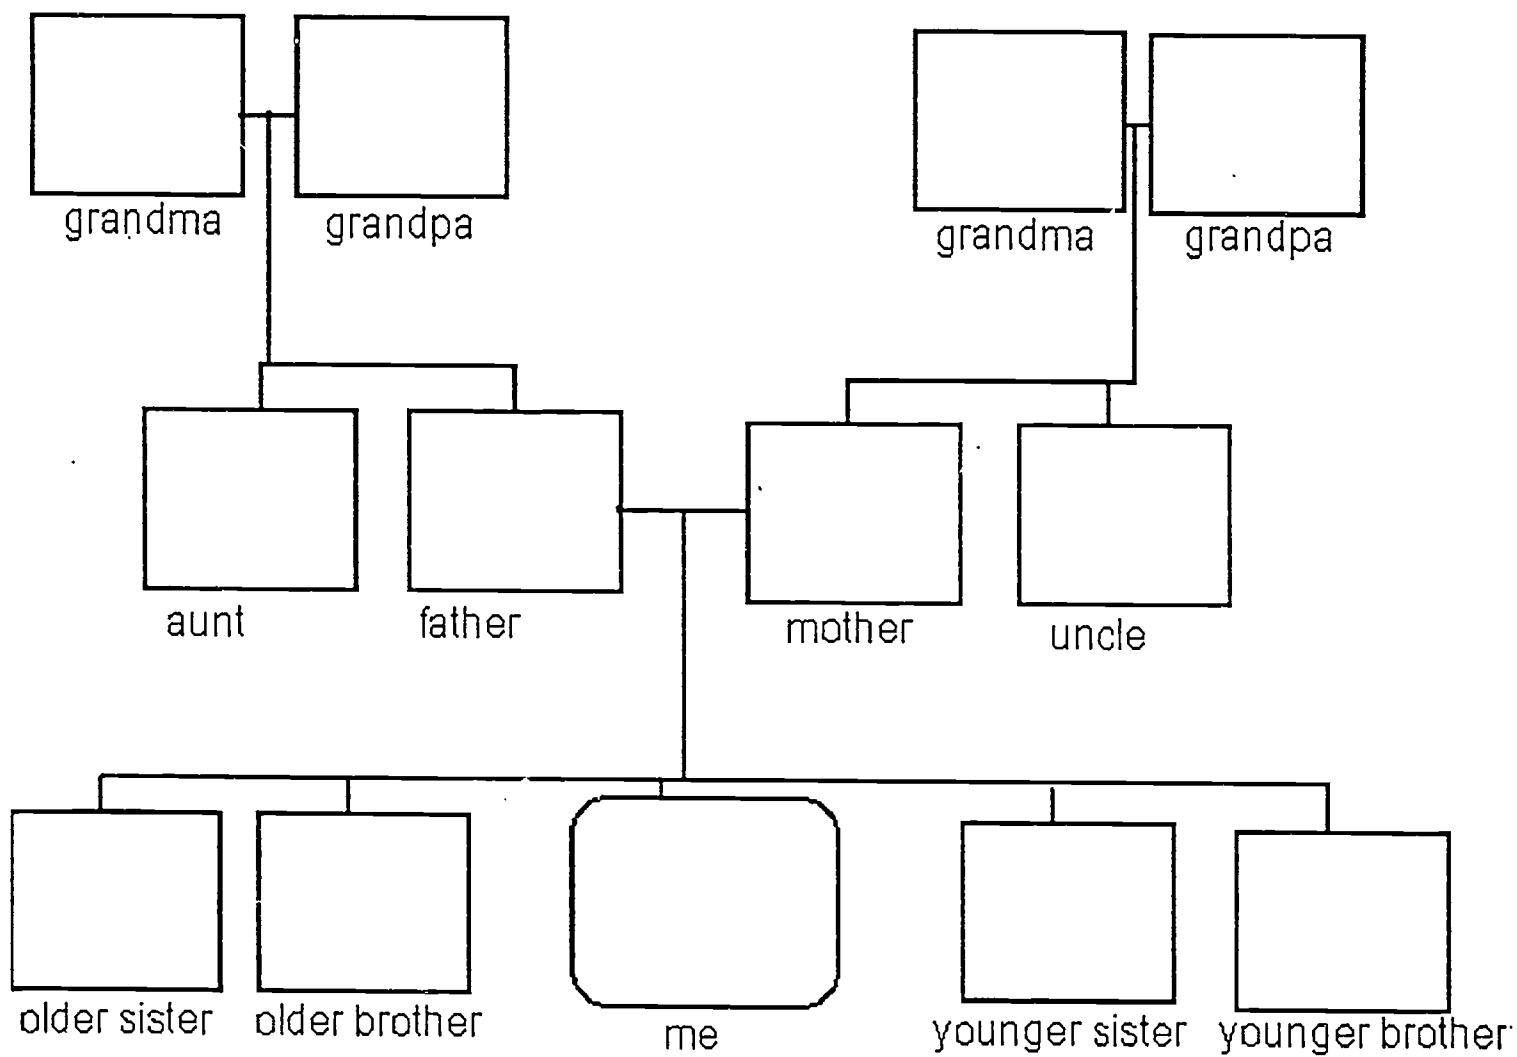 grandma
grandpa
grandma
grandpa
aunt
father
mother
uncle
older sister
older brother
me
younger sister
younger brother